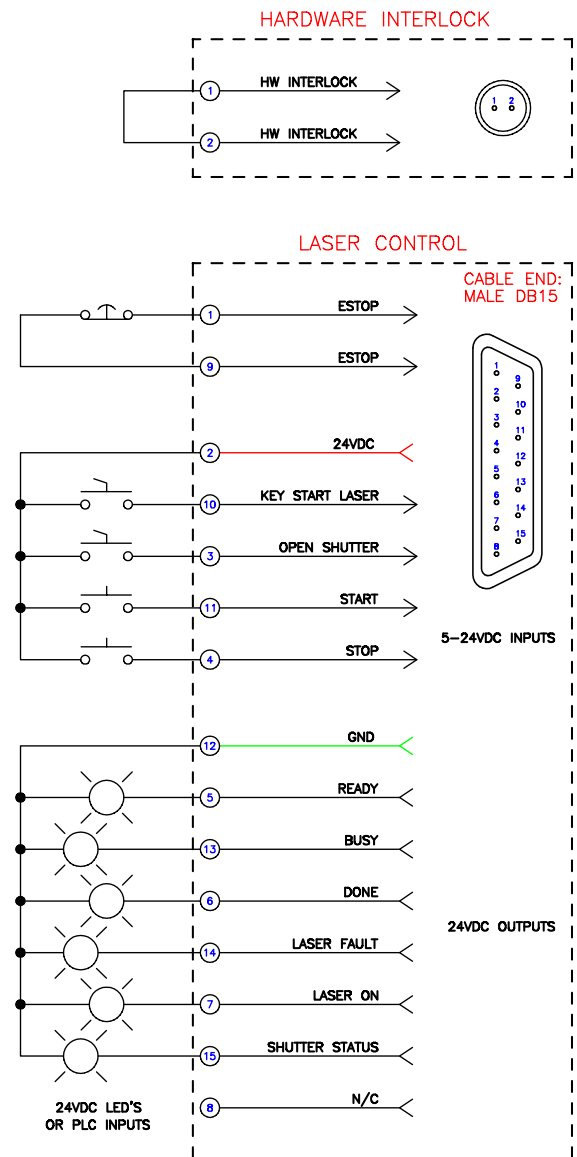 HARDWARE INTERLOCK
1 HW INTERLOCK
1 2
2 HW INTERLOCK
LASER CONTROL
CABLE END:
MALE DB15
1 ESTOP
9 ESTOP
2 24VDC
10 KEY START LASER
3 OPEN SHUTTER
11 START
4 STOP
1
9
2
10
3
11
4
12
5
13
6
14
7
15
8
5-24VDC INPUTS
12 GND
5 READY
13 BUSY
6 DONE
14 LASER FAULT
7 LASER ON
15 SHUTTER STATUS
8 N/C
24VDC OUTPUTS
24VDC LED'S
OR PLC INPUTS